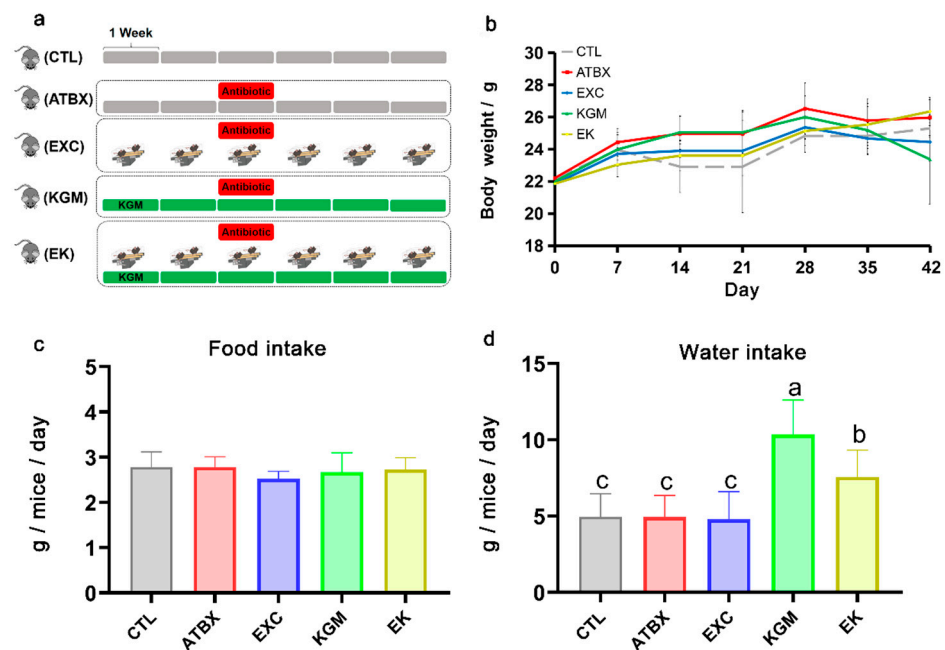 a
1 Week
(CTL)
Antibiotic
(ATBX)
Antibiotic
(EXC)
Antibiotic
KGM
(KGM)
Antibiotic
(EK)
KGM
b
Body weight / g
30
28
26
24
22
20
18
0
7
14
21
28
35
42
Day
CTL
ATBX
EXC
KGM
EK
c
Food intake
g / mice / day
5
4
3
2
1
0
CTL
ATBX
EXC
KGM
EK
d
Water intake
g / mice / day
15
10
5
0
c
c
c
a
b
CTL
ATBX
EXC
KGM
EK